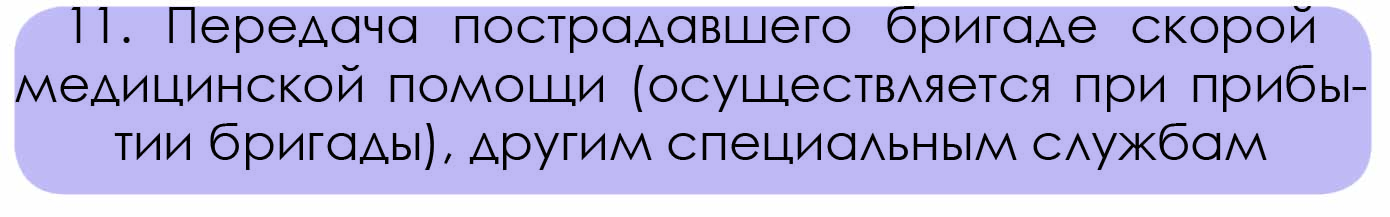 11. Передача пострадавшего бригаде скорой
медицинской помощи (осуществляется при прибы-
тии бригады), другим специальным службам